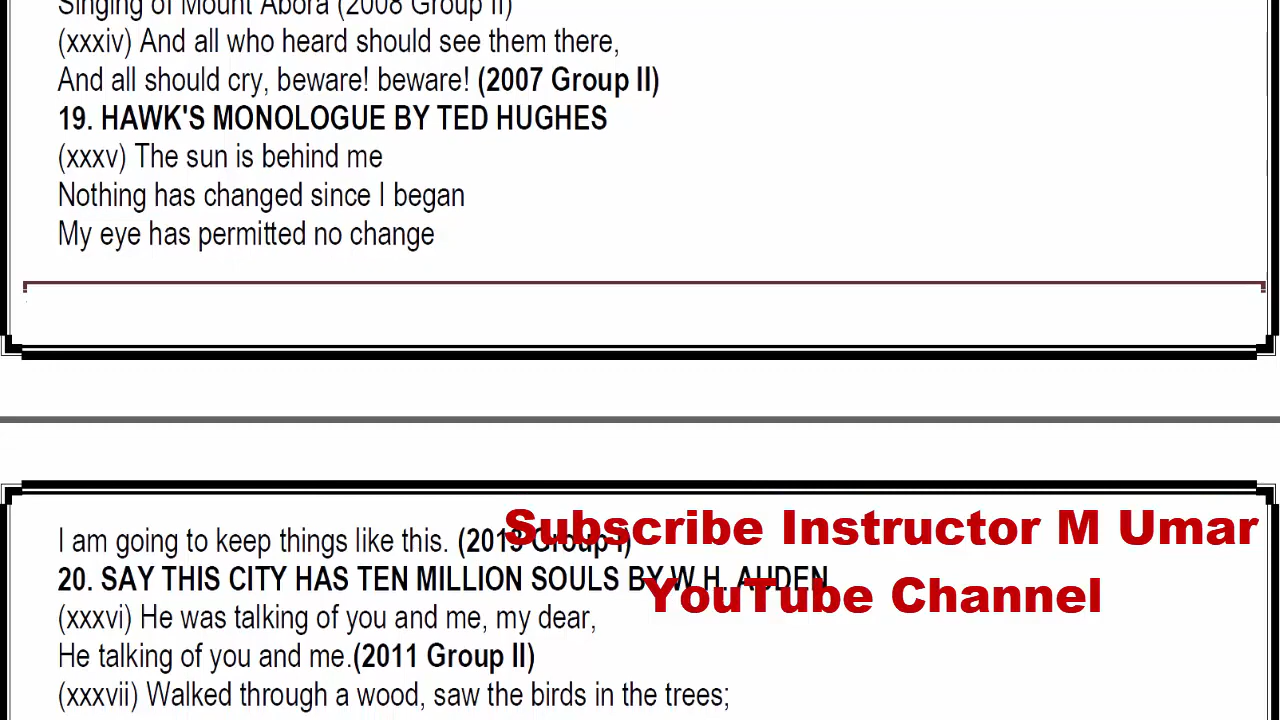 Singing of Mount Abora (2008 Group II)
(xxxiv) And all who heard should see them there,
And all should cry, beware! beware! (2007 Group II)
19. HAWK'S MONOLOGUE BY TED HUGHES
(xxxv) The sun is behind me
Nothing has changed since I began
My eye has permitted no change
I am going to keep things like this. Group I)
Subscribe Instructor M Umar
20. SAY THIS CITY HAS TEN MILLION SOULS BY W.H. AUDEN
YouTube Channel
(xxxvi) He was talking of you and me, my dear,
He talking of you and me.(2011 Group II)
(xxxvii) Walked through a wood, saw the birds in the trees;